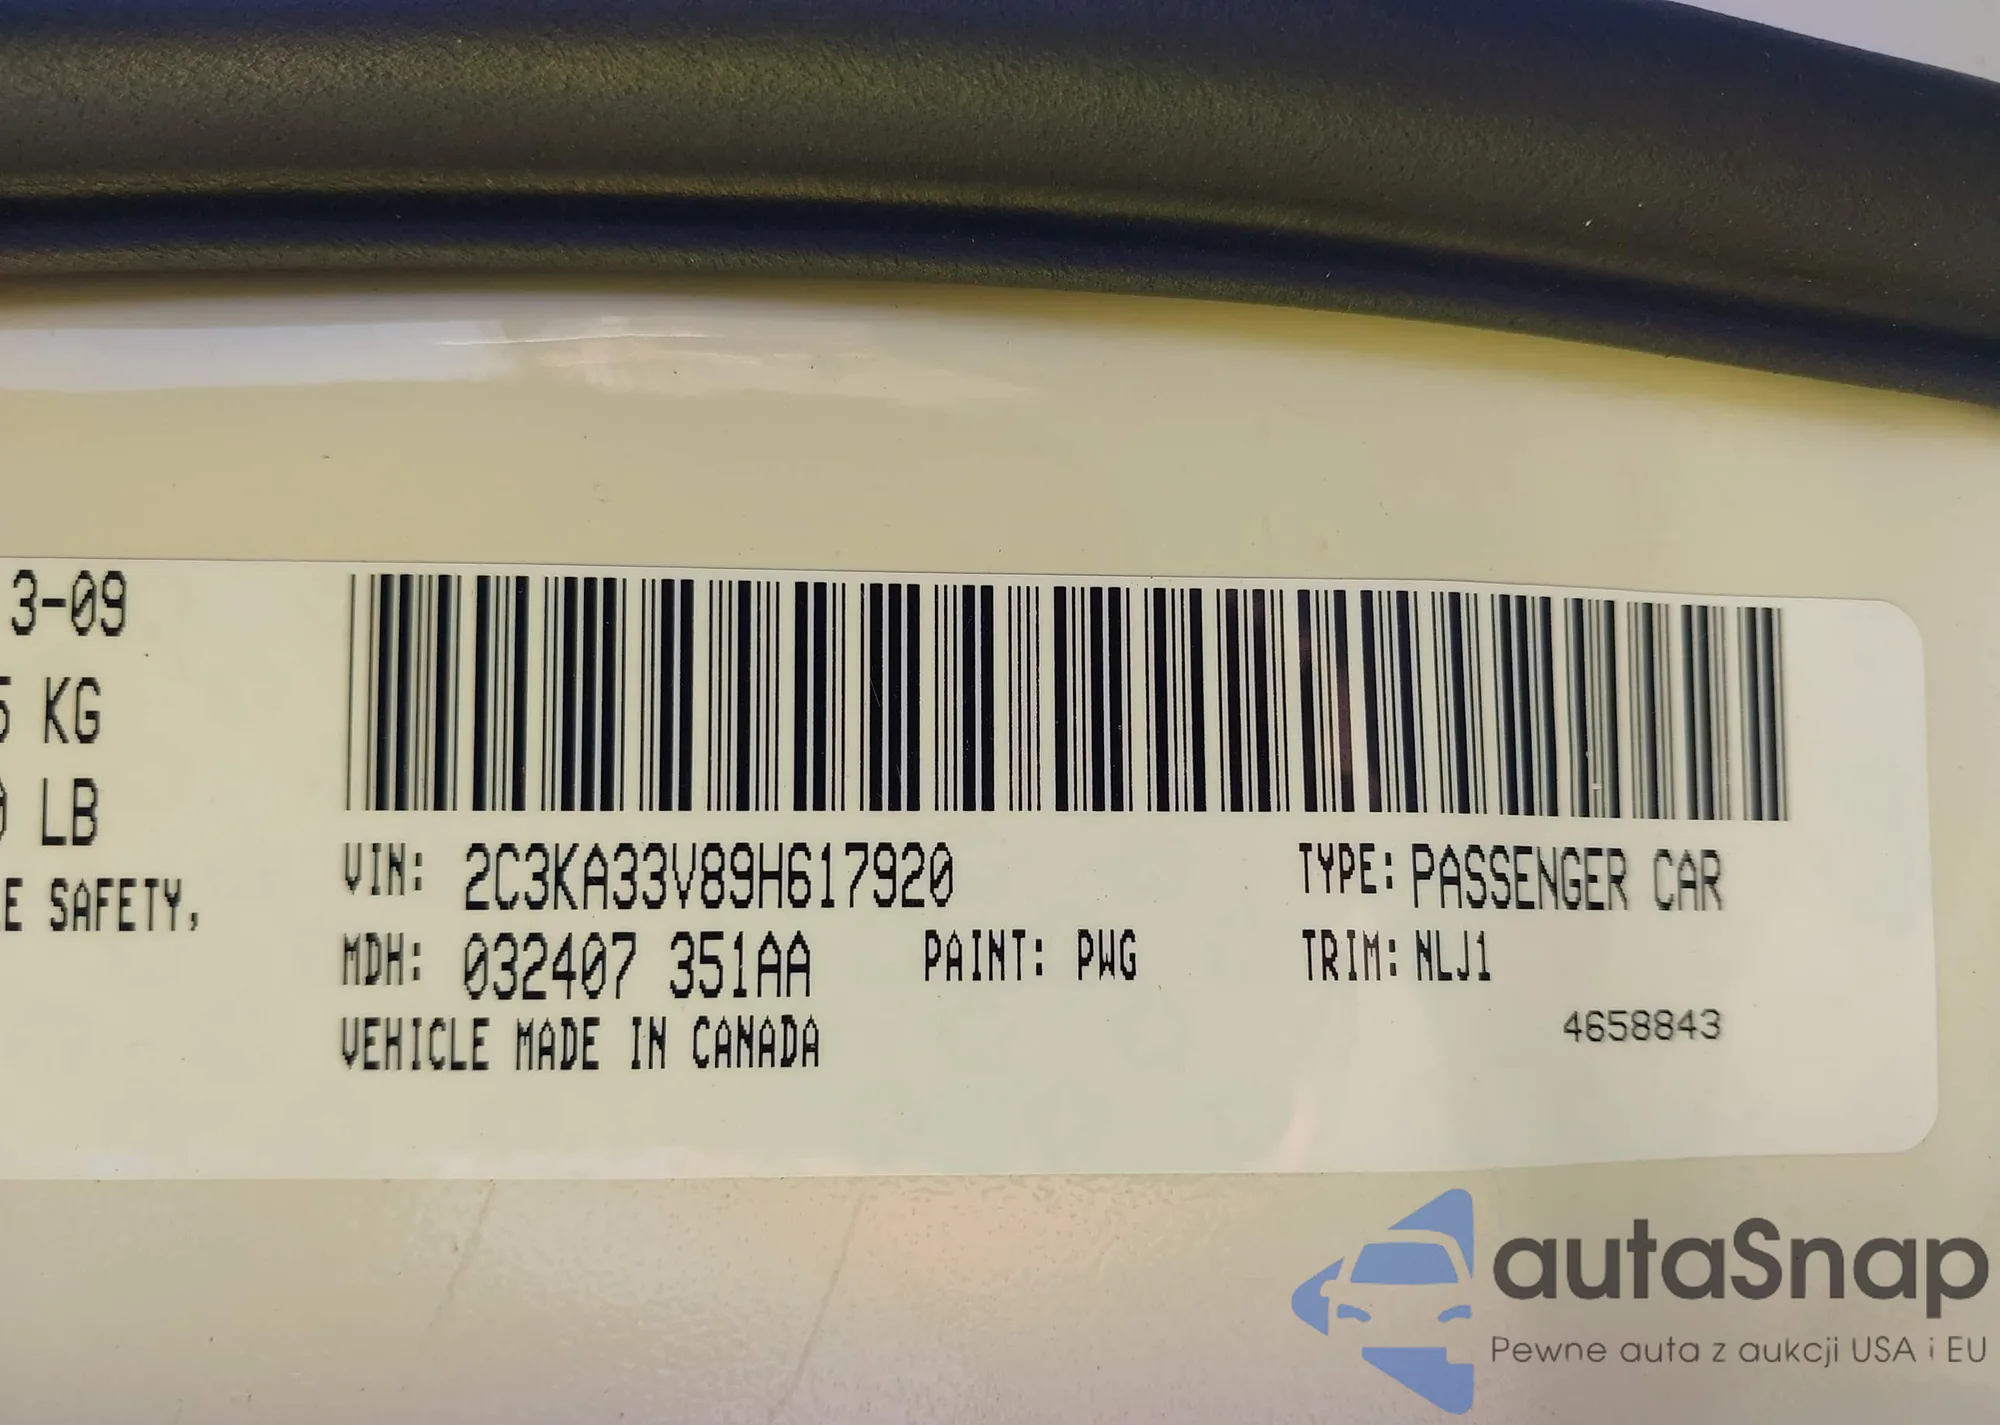 3-09
KG
LB
SAFETY,
VIN: 2C3KA33V89H617920
TYPE: PASSENGER CAR
MDH: 032407 351AA
PAINT: PWG
TRIM: NLJ1
VEHICLE MADE IN CANADA
4658843
autaSnap
Pewne auta z aukcji USA i EU